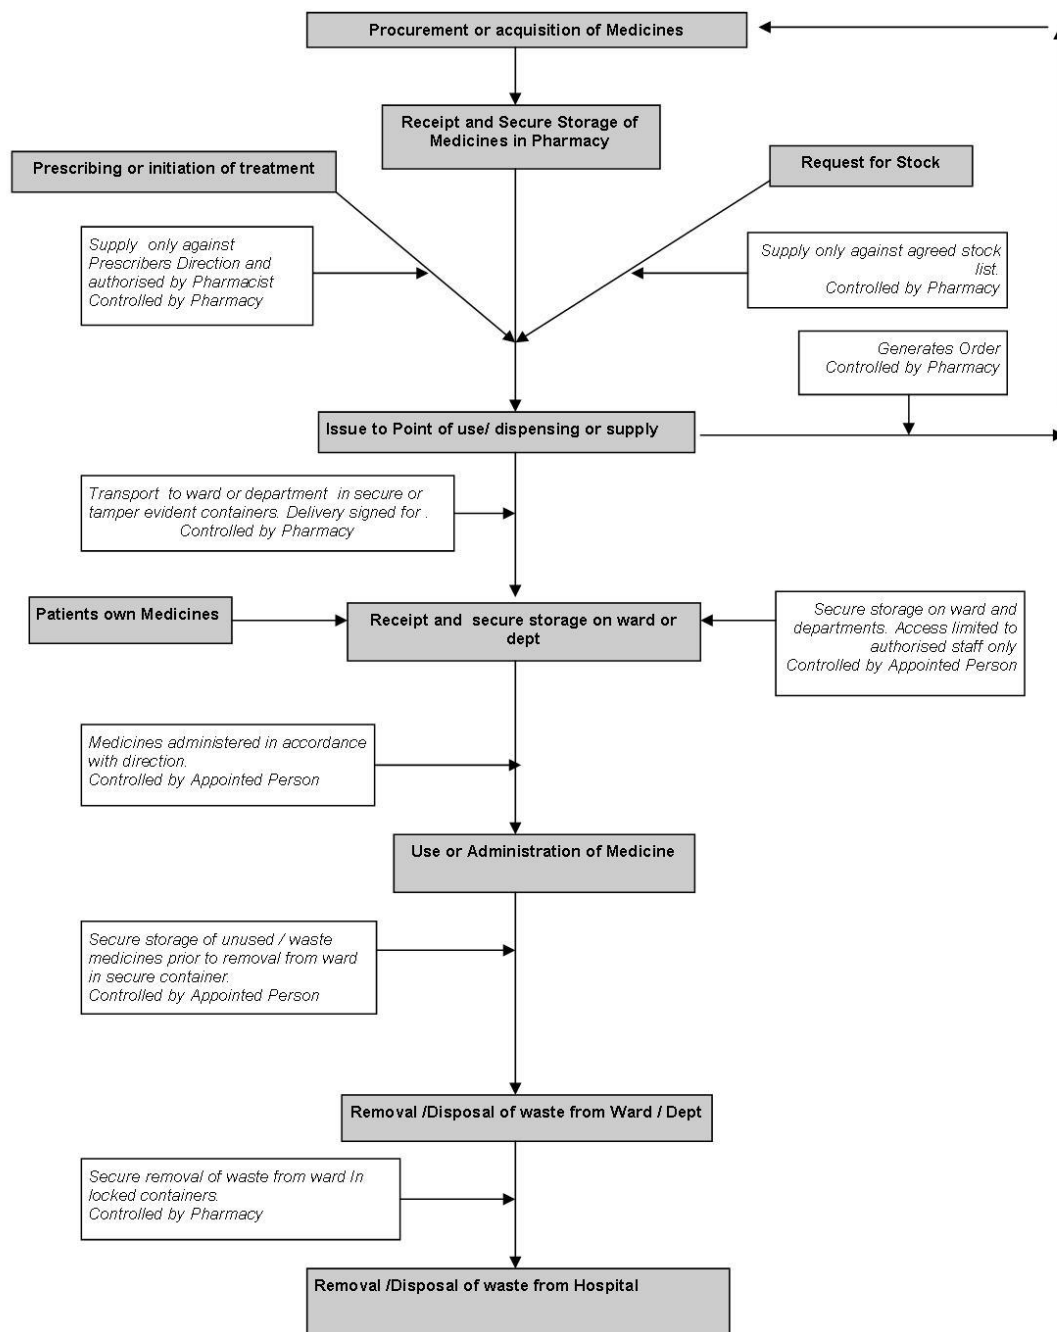 Procurement or acquisition of Medicines
Receipt and Secure Storage of
Medicines in Pharmacy
Prescribing or initiation of treatment
Request for Stock
Supply only against
Prescribers Direction and
authorised by Pharmacist
Controlled by Pharmacy
Supply only against agreed stock
list.
Controlled by Pharmacy
Generates Order
Controlled by Pharmacy
Issue to Point of use/ dispensing or supply
Transport to ward or department in secure or
tamper evident containers. Delivery signed for .
Controlled by Pharmacy
Patients own Medicines
Receipt and secure storage on ward or
dept
Secure storage on ward and
departments. Access limited to
authorised staff only
Controlled by Appointed Person
Medicines administered in accordance
with direction.
Controlled by Appointed Person
Use or Administration of Medicine
Secure storage of unused / waste
medicines prior to removal from ward
in secure container.
Controlled by Appointed Person
Removal /Disposal of waste from Ward / Dept
Secure removal of waste from ward In
locked containers.
Controlled by Pharmacy
Removal /Disposal of waste from Hospital